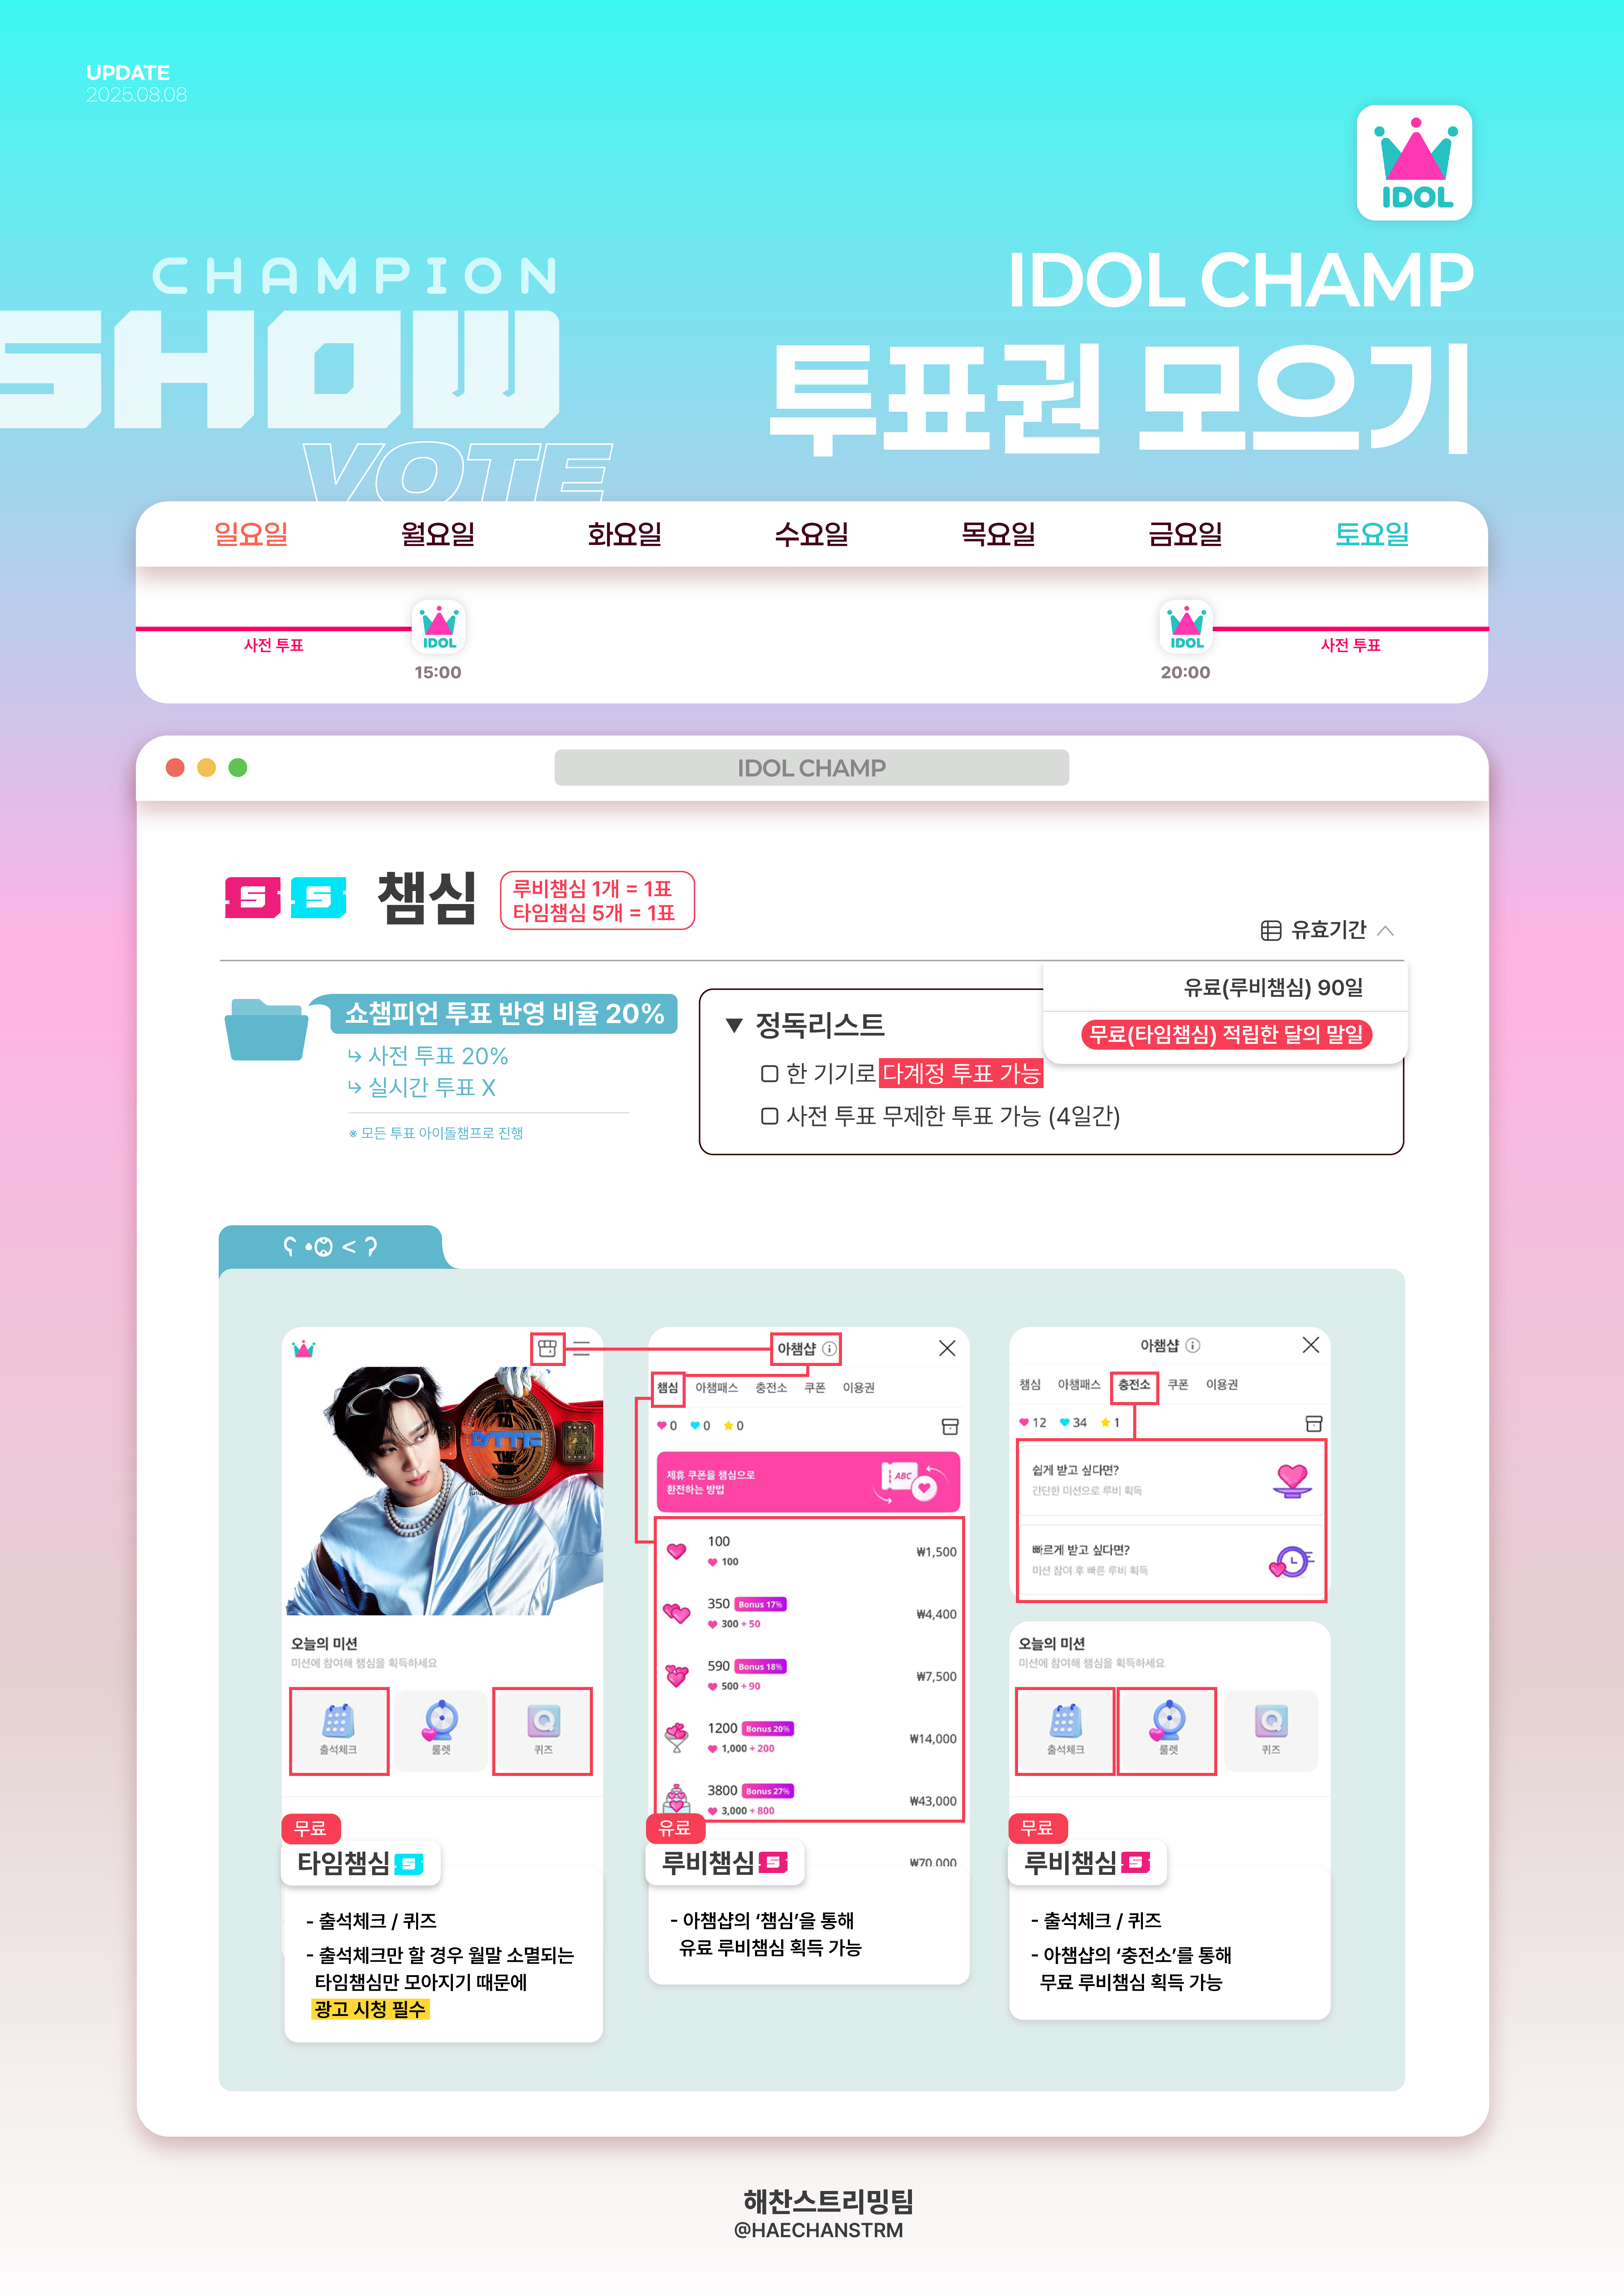 UPDATE
2025.08.08
IDOL
IDOL CHAMP
투표권 모으기
CHAMPION
SHOW
VOTE
일요일 월요일 화요일 수요일 목요일 금요일 토요일
사전 투표
IDOL
15:00
IDOL
20:00
사전 투표
IDOL CHAMP
S S 챔심
루비챔심 1개 = 1표
타임챔심 5개 = 1표
유효기간
유료(루비챔심) 90일
무료(타임챔심) 적립한 달의 말일
쇼챔피언 투표 반영 비율 20%
↳ 사전 투표 20%
↳ 실시간 투표 X
※ 모든 투표 아이돌챔프로 진행
▼ 정독리스트
한 기기로 다계정 투표 가능
사전 투표 무제한 투표 가능 (4일간)
오늘의 미션
미션에 참여해 챔심을 획득하세요
출석체크 룰렛 퀴즈
무료
타임챔심 S
- 출석체크 / 퀴즈
- 출석체크만 할 경우 월말 소멸되는
타임챔심만 모아지기 때문에
광고 시청 필수
아챔샵
챔심 아챔패스 충전소 쿠폰 이용권
0 0 0
제휴 쿠폰을 챔심으로
환전하는 방법
ABC
100
100
₩1,500
350 Bonus 17%
300 + 50
₩4,400
590 Bonus 18%
500 + 90
₩7,500
1200 Bonus 20%
1,000 + 200
₩14,000
3800 Bonus 27%
3,000 + 800
₩43,000
₩70,000
유료
루비챔심 S
- 아챔샵의 ‘챔심’을 통해
유료 루비챔심 획득 가능
아챔샵
챔심 아챔패스 충전소 쿠폰 이용권
12 34 1
쉽게 받고 싶다면?
간단한 미션으로 루비 획득
빠르게 받고 싶다면?
미션 참여 후 빠른 루비 획득
오늘의 미션
미션에 참여해 챔심을 획득하세요
출석체크 룰렛 퀴즈
무료
루비챔심 S
- 출석체크 / 퀴즈
- 아챔샵의 ‘충전소’를 통해
무료 루비챔심 획득 가능
해찬스트리밍팀
@HAECHANSTRM